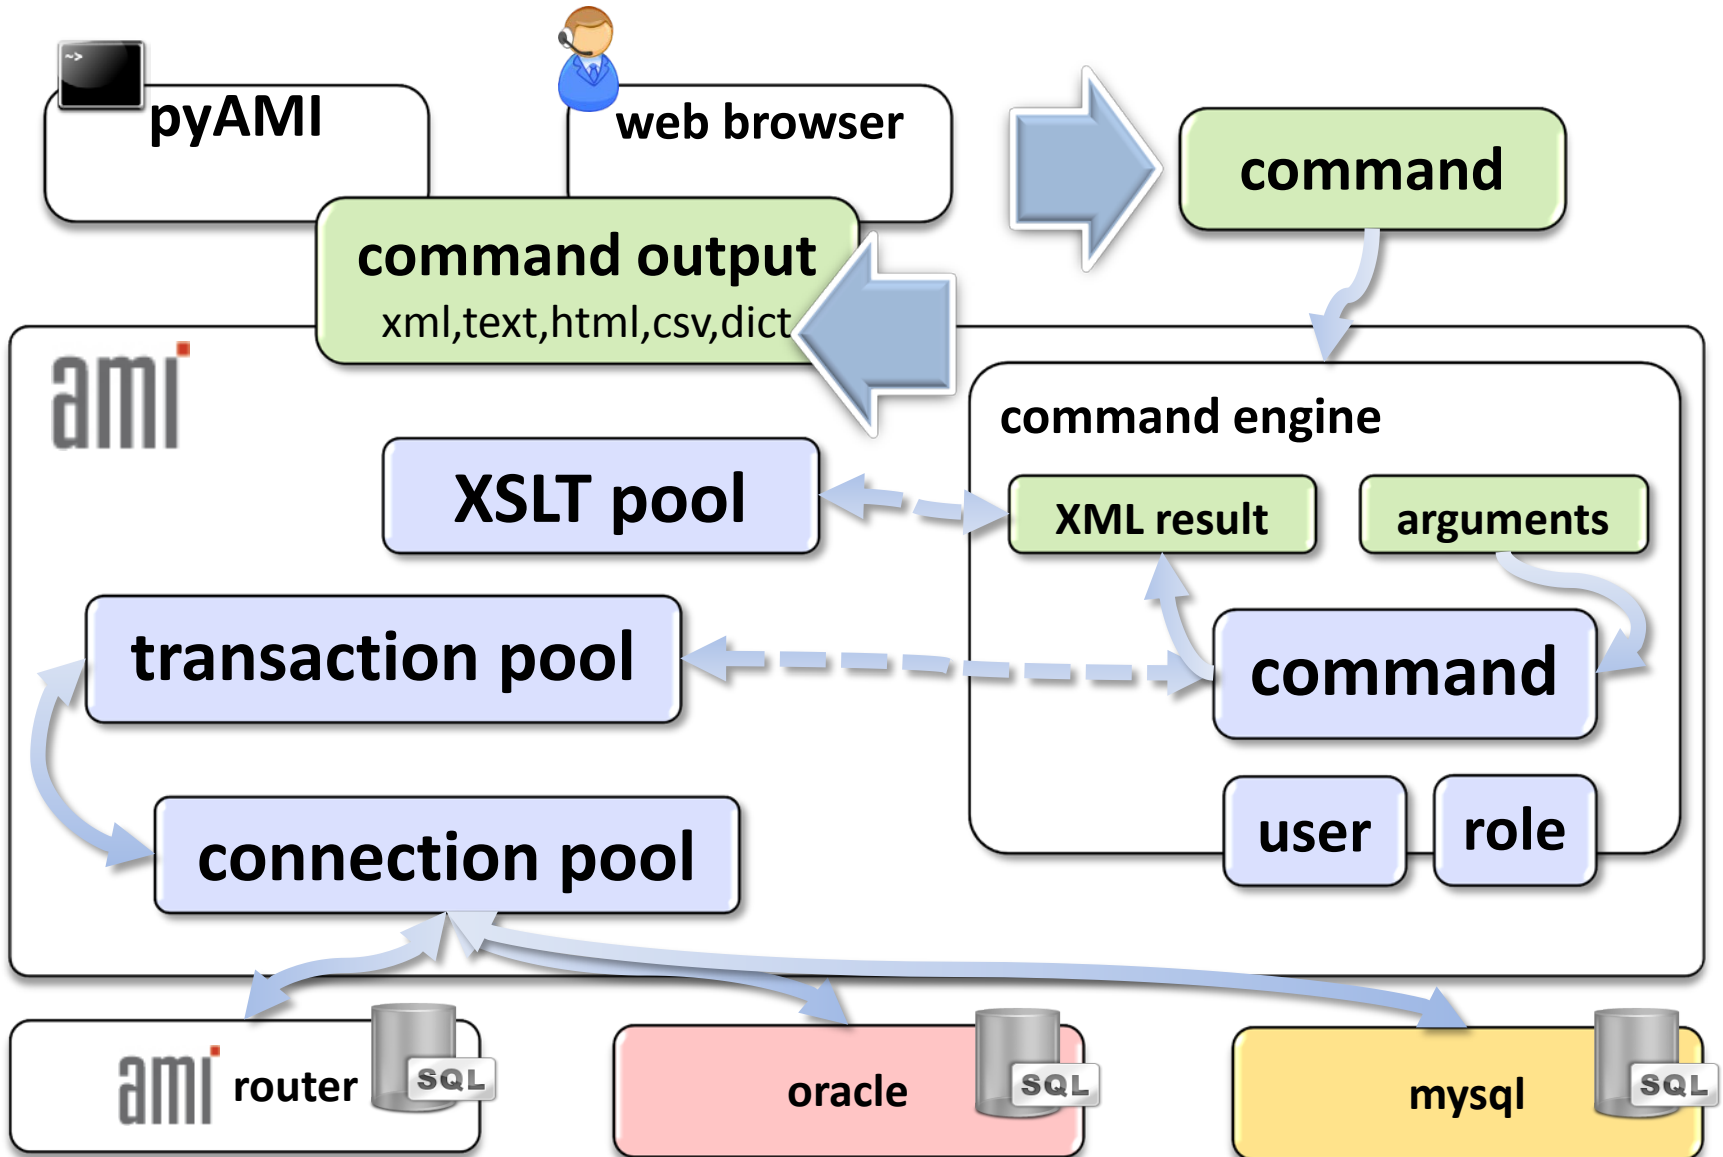 ~>
pyAMI
web browser
command
command output
xml,text,html,csv,dict
ami
command engine
XSLT pool
XML result
arguments
transaction pool
command
connection pool
user
role
ami router
SQL
oracle
SQL
mysql
SQL